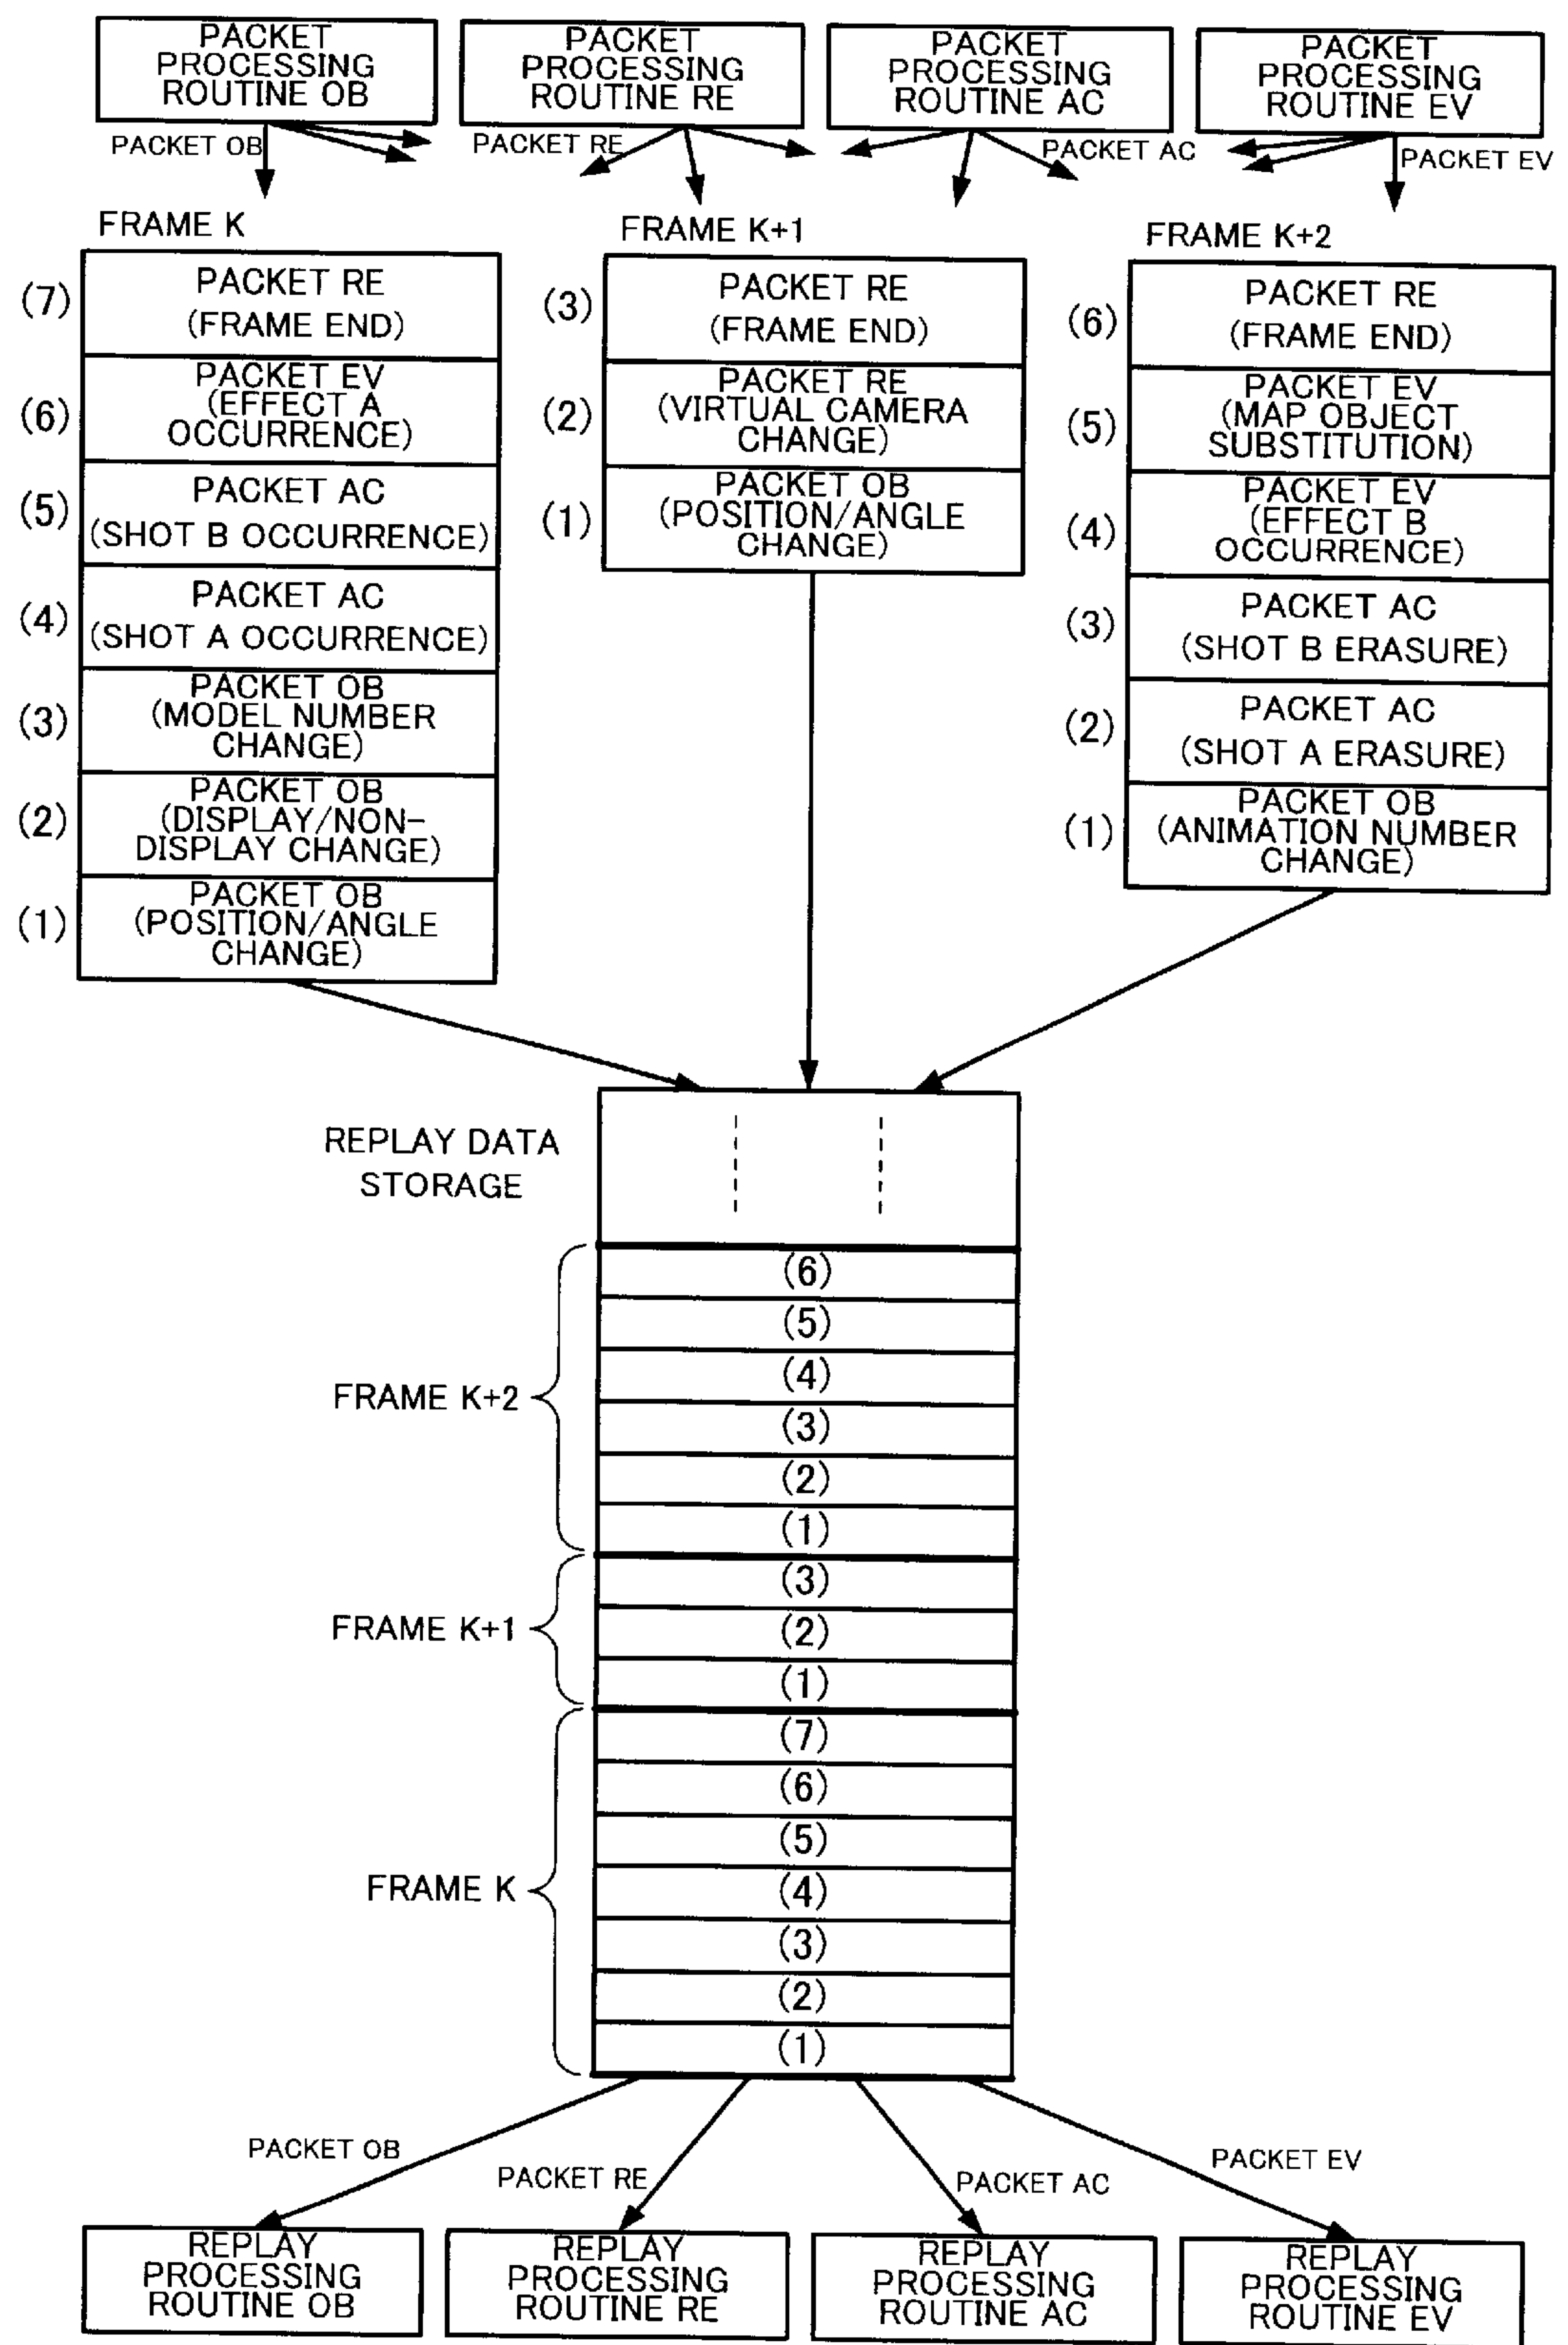 PACKET
PROCESSING
ROUTINE OB
PACKET
PROCESSING
ROUTINE RE
PACKET
PROCESSING
ROUTINE AC
PACKET
PROCESSING
ROUTINE EV
PACKET OB
PACKET RE
PACKET AC
PACKET EV
FRAME K
(7)
PACKET RE
(FRAME END)
(6)
PACKET EV
(EFFECT A
OCCURRENCE)
(5)
PACKET AC
(SHOT B OCCURRENCE)
(4)
PACKET AC
(SHOT A OCCURRENCE)
(3)
PACKET OB
(MODEL NUMBER
CHANGE)
(2)
PACKET OB
(DISPLAY/NON-
DISPLAY CHANGE)
(1)
PACKET OB
(POSITION/ANGLE
CHANGE)
FRAME K+1
(3)
PACKET RE
(FRAME END)
(2)
PACKET RE
(VIRTUAL CAMERA
CHANGE)
(1)
PACKET OB
(POSITION/ANGLE
CHANGE)
FRAME K+2
(6)
PACKET RE
(FRAME END)
(5)
PACKET EV
(MAP OBJECT
SUBSTITUTION)
(4)
PACKET EV
(EFFECT B
OCCURRENCE)
(3)
PACKET AC
(SHOT B ERASURE)
(2)
PACKET AC
(SHOT A ERASURE)
(1)
PACKET OB
(ANIMATION NUMBER
CHANGE)
REPLAY DATA
STORAGE
FRAME K+2
(6)
(5)
(4)
(3)
(2)
(1)
FRAME K+1
(3)
(2)
(1)
FRAME K
(7)
(6)
(5)
(4)
(3)
(2)
(1)
PACKET OB
PACKET RE
PACKET AC
PACKET EV
REPLAY
PROCESSING
ROUTINE OB
REPLAY
PROCESSING
ROUTINE RE
REPLAY
PROCESSING
ROUTINE AC
REPLAY
PROCESSING
ROUTINE EV